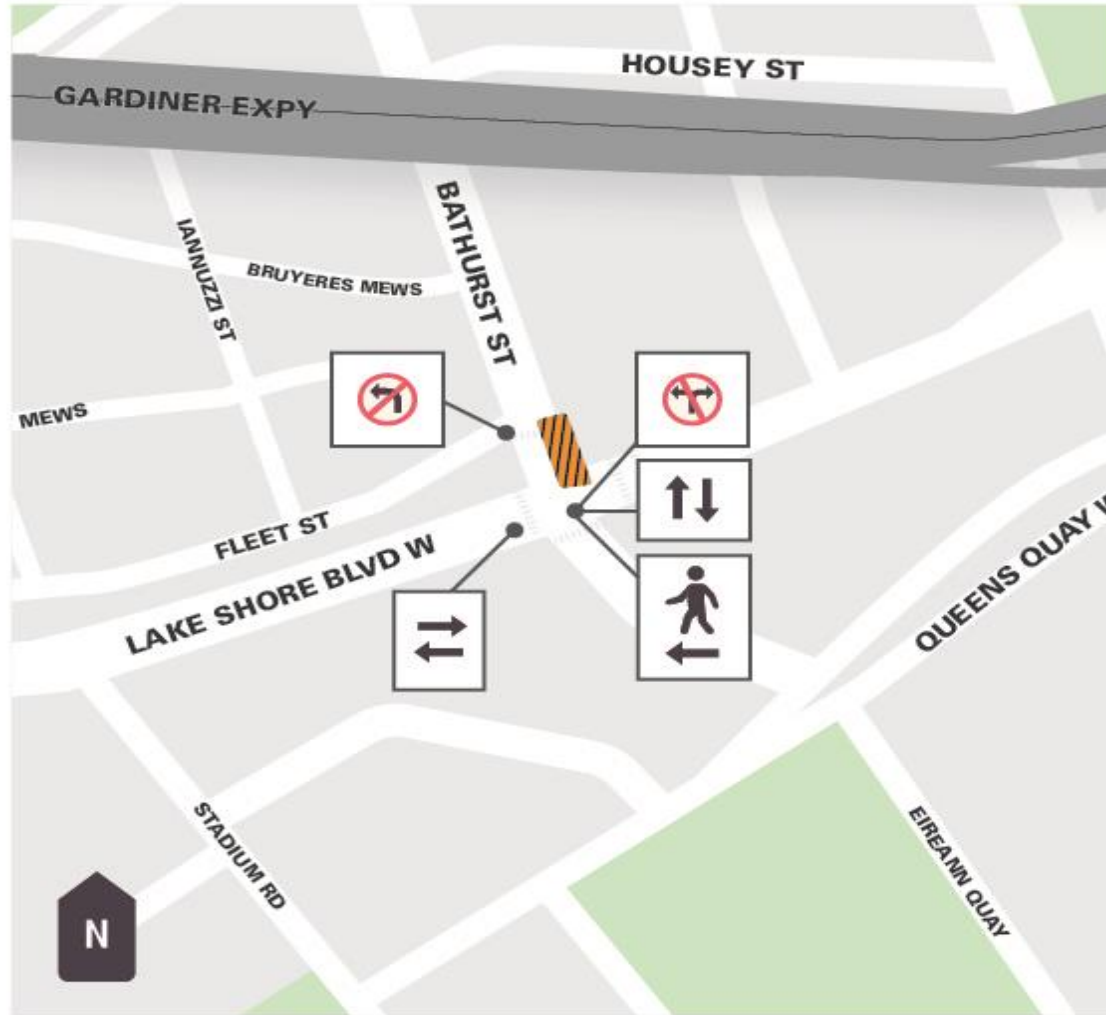 HOUSEY ST
GARDINER EXPY
BATHURST ST
IANNUZZI ST
BRUYERES MEWS
MEWS
FLEET ST
LAKE SHORE BLVD W
QUEENS QUAY W
STADIUM RD
EIREANN QUAY
N